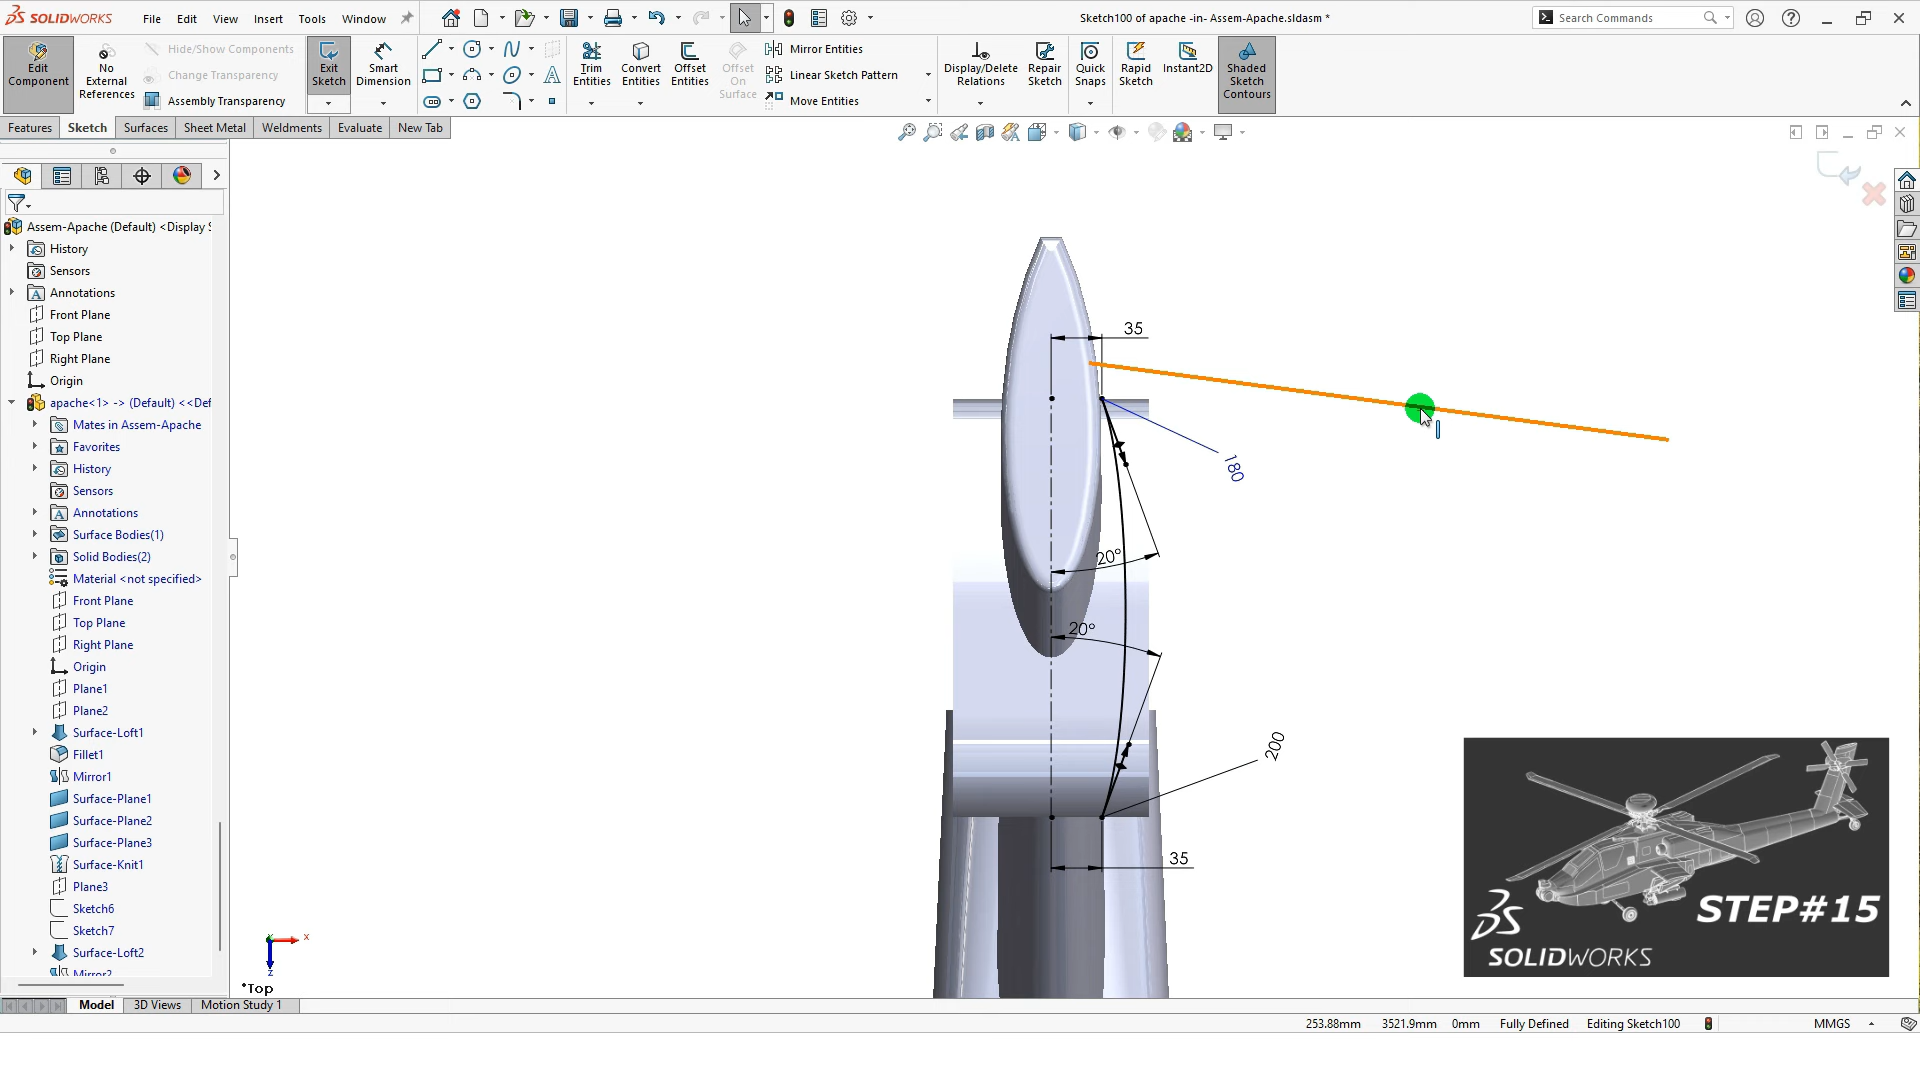 SOLIDWORKS
File Edit View Insert Tools Window
Sketch100 of apache -in- Assem-Apache.sldasm *
Search Commands
Edit Component
No External References
Hide/Show Components
Change Transparency
Assembly Transparency
Exit Sketch
Smart Dimension
Trim Entities
Convert Entities
Offset Entities
Offset On Surface
Mirror Entities
Linear Sketch Pattern
Move Entities
Display/Delete Relations
Repair Sketch
Quick Snaps
Rapid Sketch
Instant2D
Shaded Sketch Contours
Features Sketch Surfaces Sheet Metal Weldments Evaluate New Tab
Assem-Apache (Default) <Display S
History
Sensors
Annotations
Front Plane
Top Plane
Right Plane
Origin
apache<1> -> (Default) <<Def
Mates in Assem-Apache
Favorites
History
Sensors
Annotations
Surface Bodies(1)
Solid Bodies(2)
Material <not specified>
Front Plane
Top Plane
Right Plane
Origin
Plane1
Plane2
Surface-Loft1
Fillet1
Mirror1
Surface-Plane1
Surface-Plane2
Surface-Plane3
Surface-Knit1
Plane3
Sketch6
Sketch7
Surface-Loft2
Mirror2
35
180
20°
20°
200
35
x
z
*Top
STEP#15
SOLIDWORKS
Model 3D Views Motion Study 1
253.88mm 3521.9mm 0mm Fully Defined Editing Sketch100 MMGS